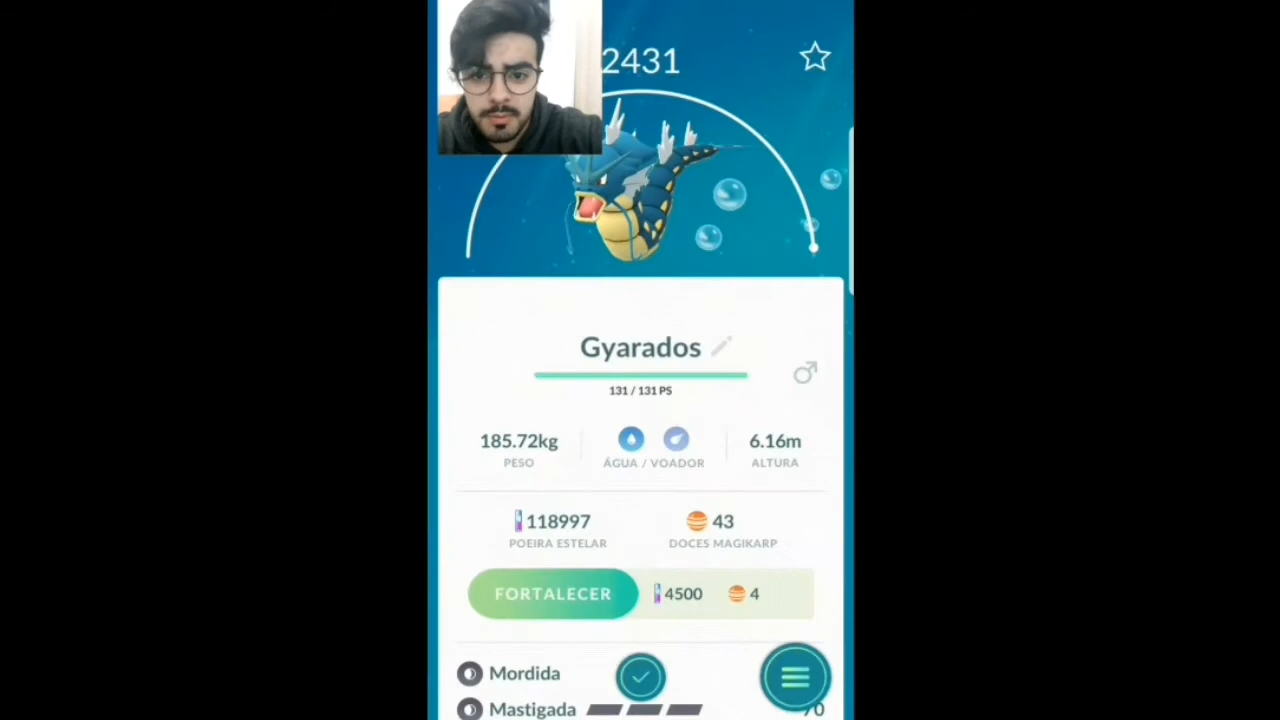 2431
Gyarados
131 / 131 PS
185.72kg
PESO
ÁGUA / VOADOR
6.16m
ALTURA
118997
POEIRA ESTELAR
43
DOCES MAGIKARP
FORTALECER
4500
4
Mordida
Mastigada
70